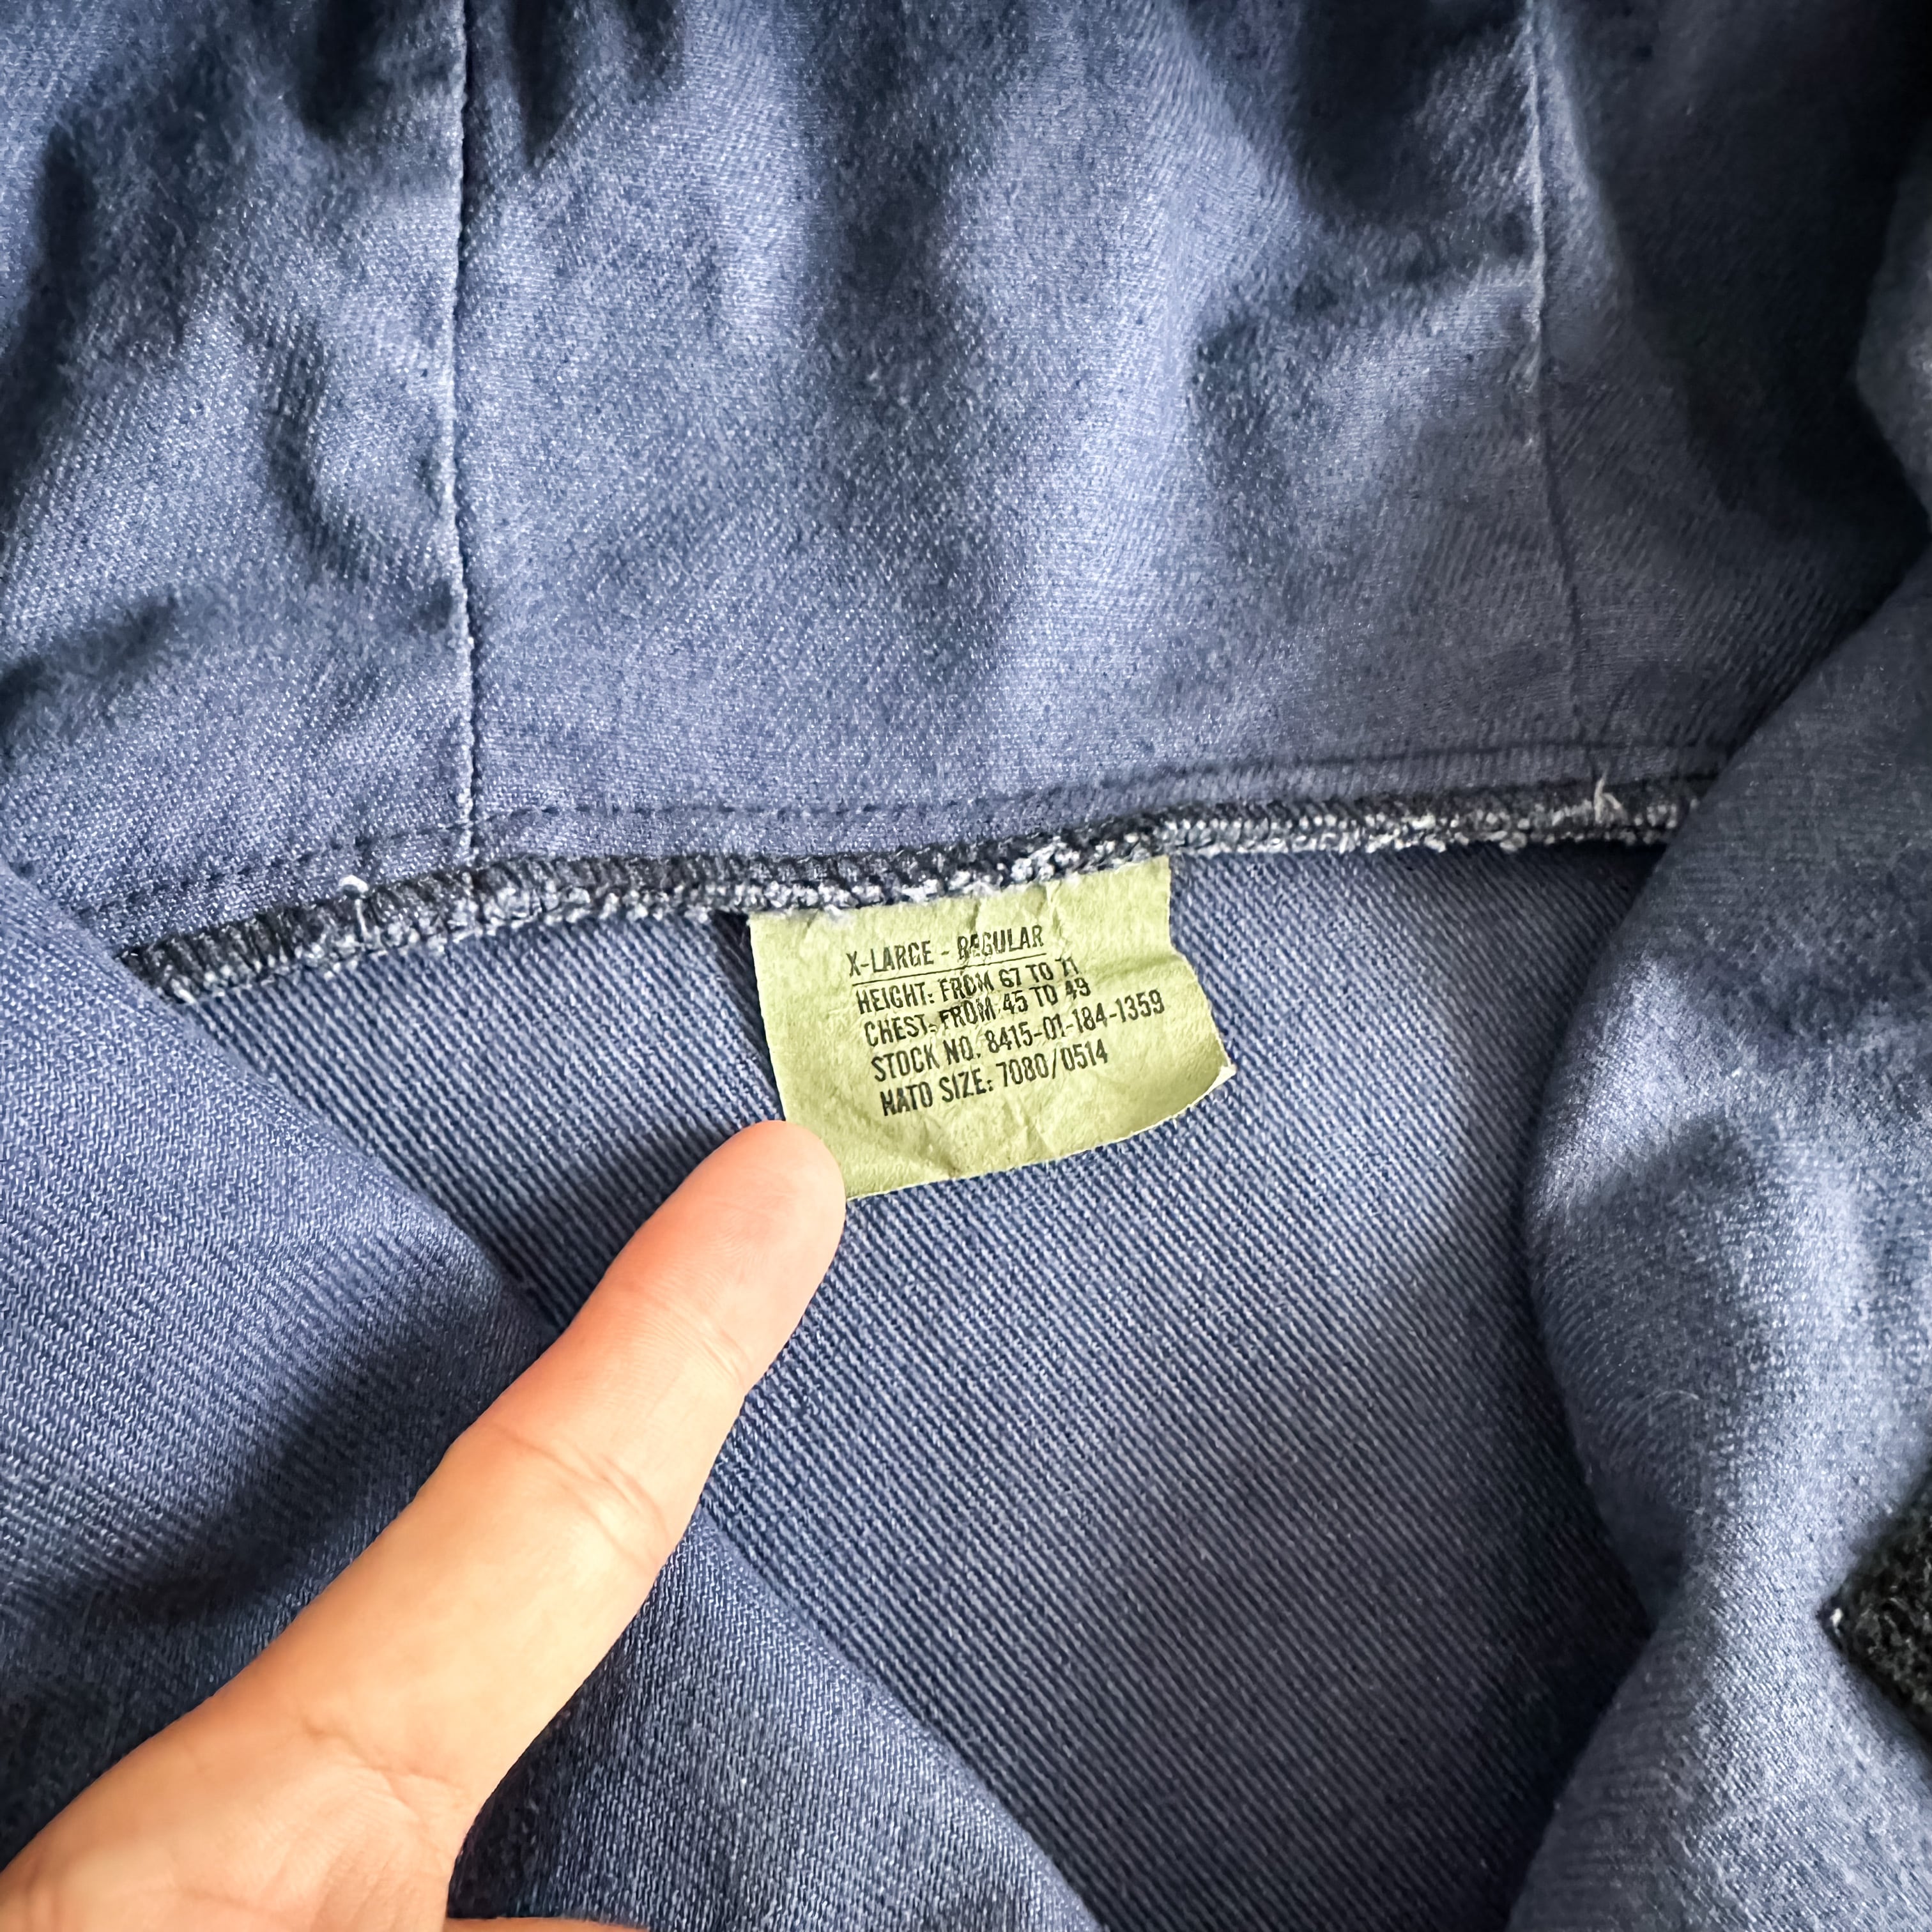 X-LARGE - REGULAR
HEIGHT: FROM 67 TO 71
CHEST: FROM 45 TO 49
STOCK NO. 8415-01-184-1359
NATO SIZE: 7080/0514